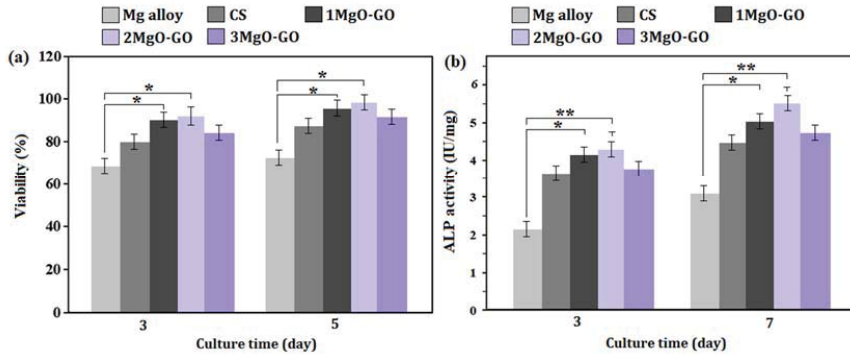 Mg alloy CS 1MgO-GO
2MgO-GO 3MgO-GO
(a)
120
100
80
60
40
20
0
Viability (%)
* * * *
3 5
Culture time (day)
Mg alloy CS 1MgO-GO
2MgO-GO 3MgO-GO
(b)
6
5
4
3
2
1
0
ALP activity (IU/mg)
** * ** *
3 7
Culture time (day)